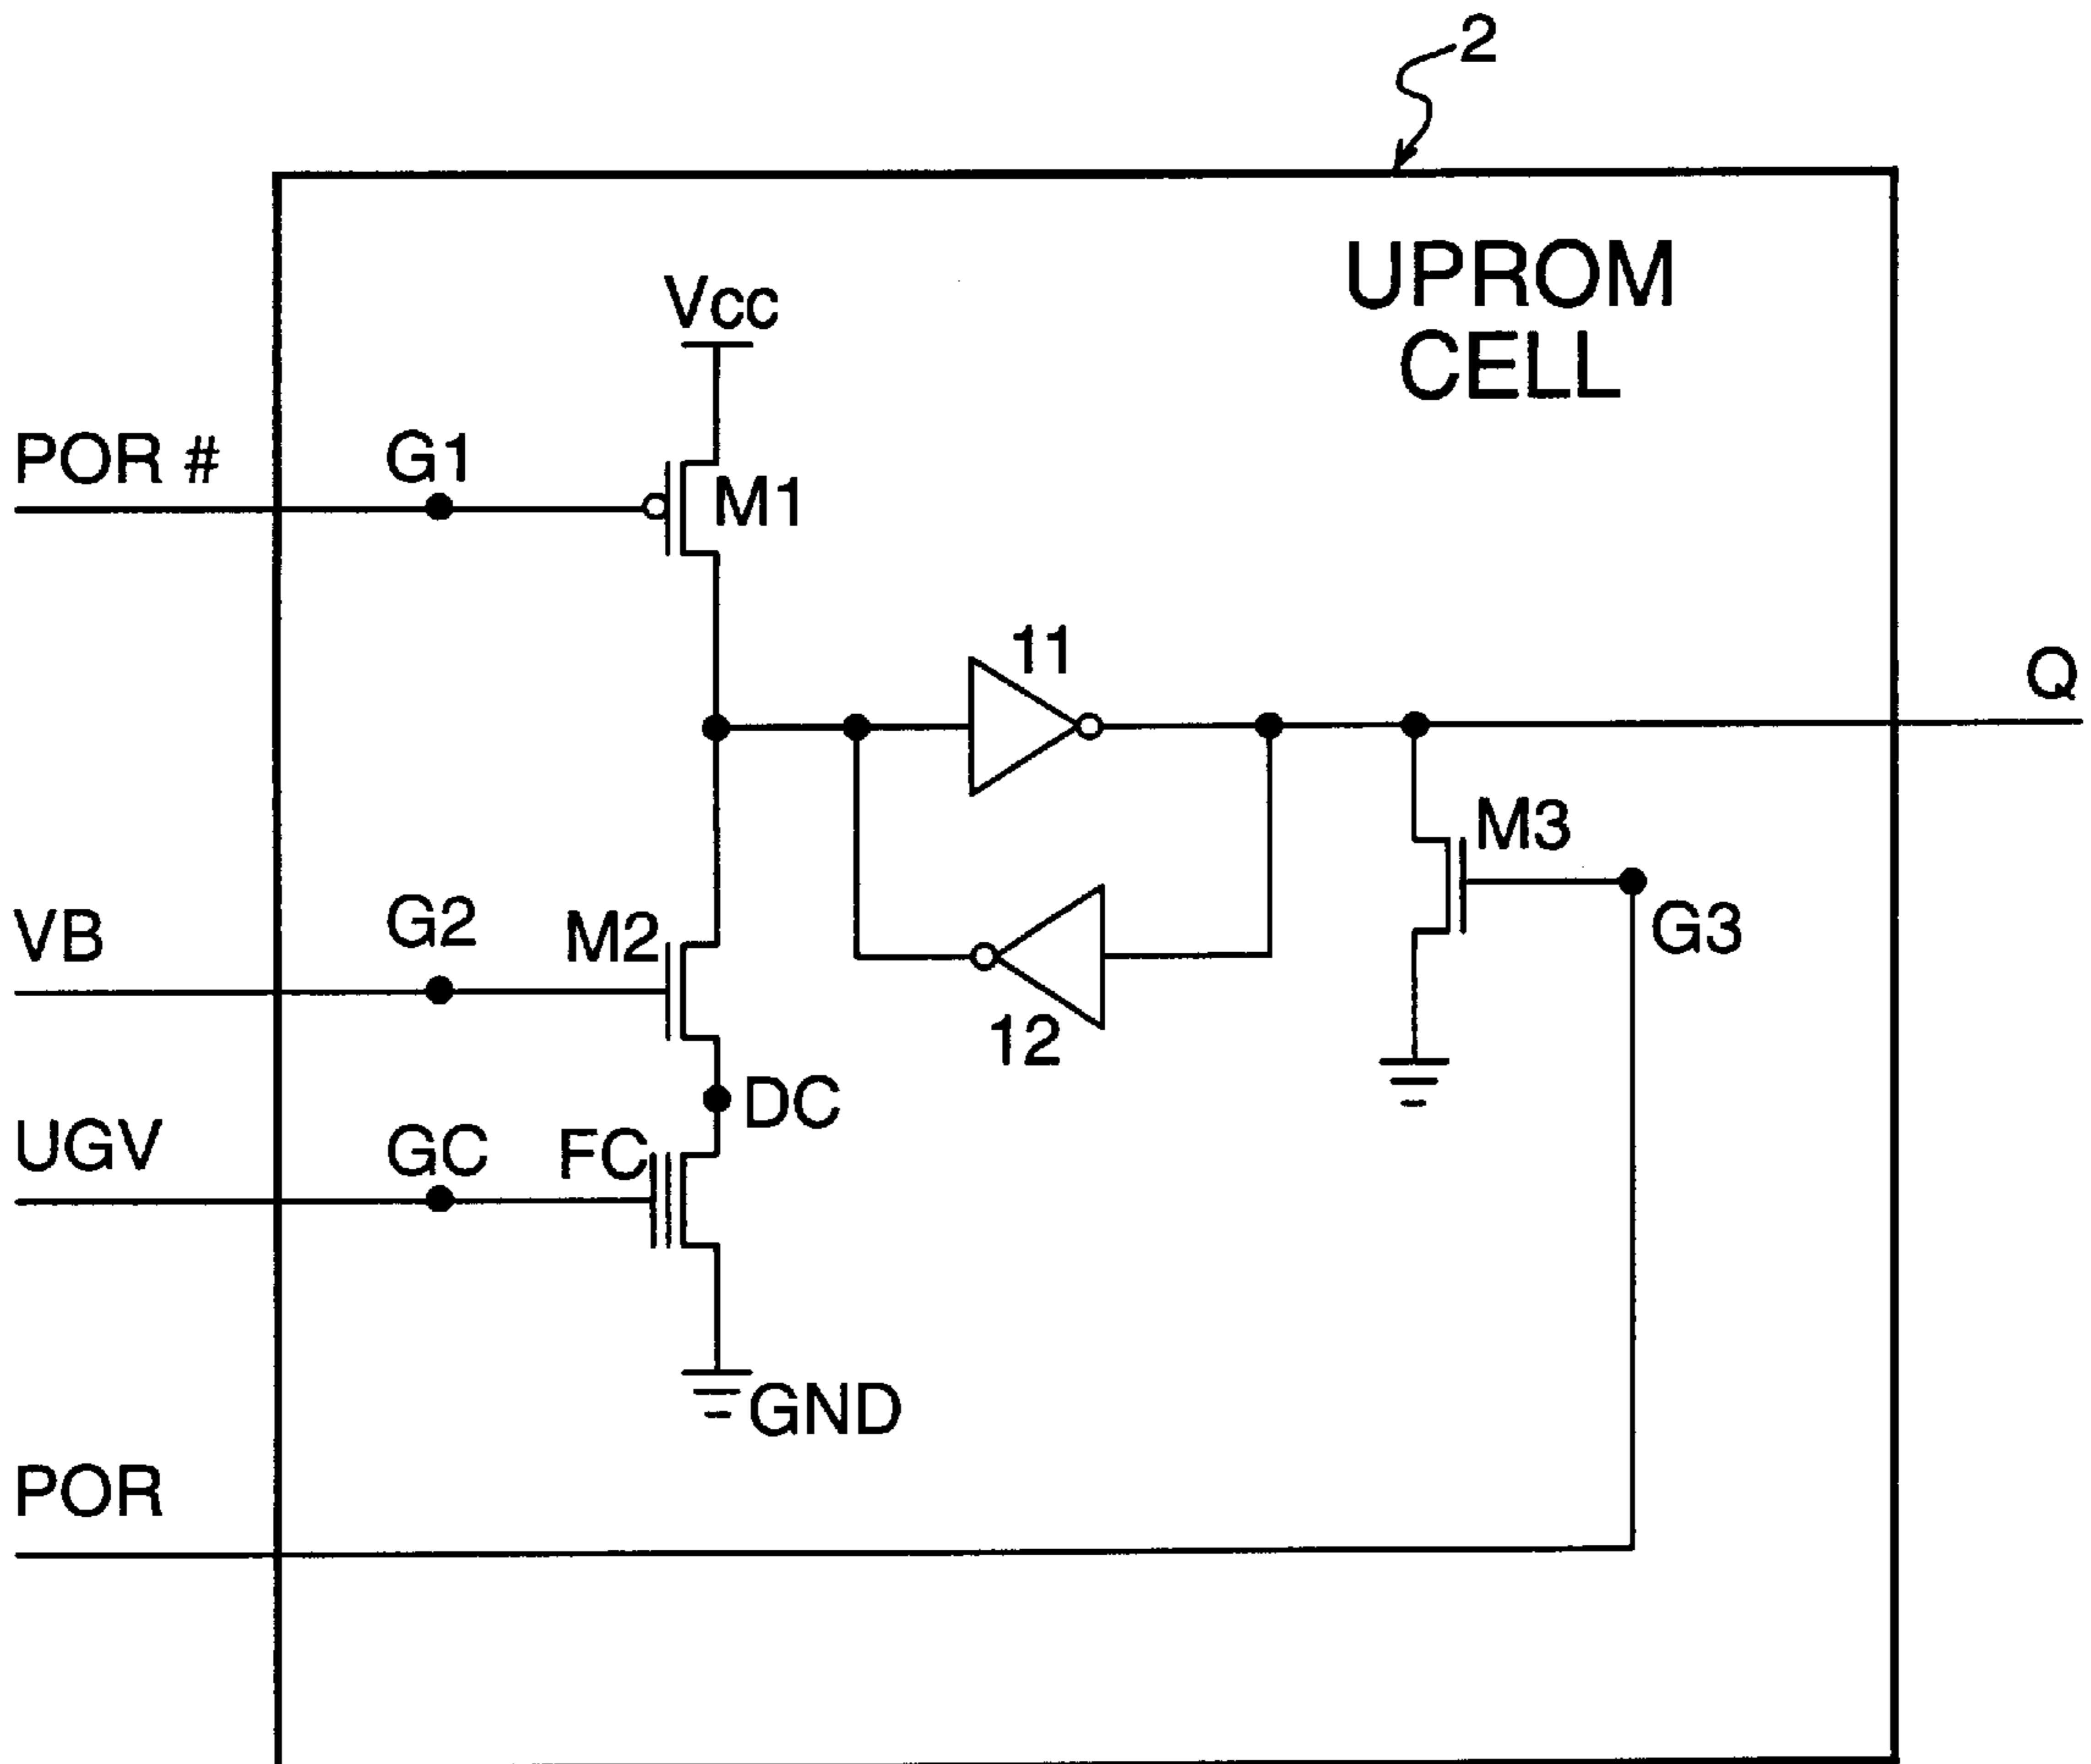 2
UPROM
CELL
Vcc
POR #
G1
M1
11
Q
M3
VB
G2
M2
G3
12
DC
UGV
GC
FC
GND
POR